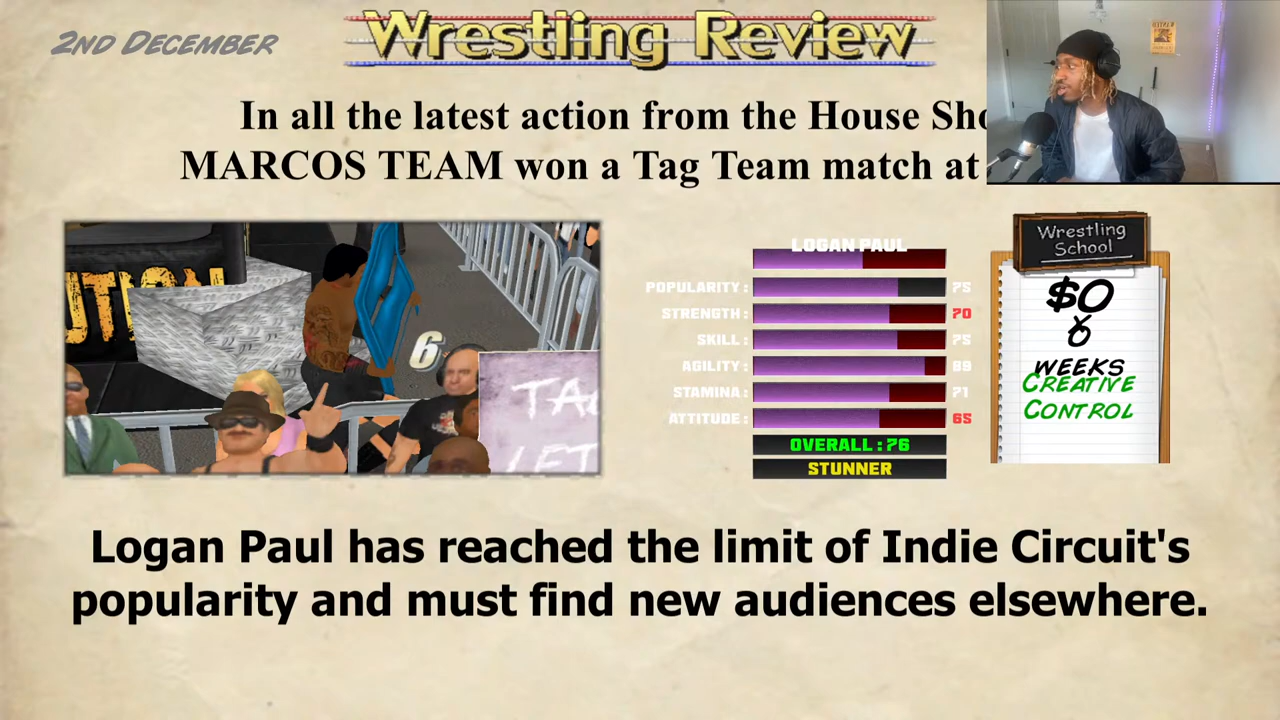 2ND DECEMBER
Wrestling Review
In all the latest action from the House
MARCOS TEAM won a Tag Team match at
LOGAN PAUL
POPULARITY: 75
STRENGTH: 70
SKILL: 75
AGILITY: 89
STAMINA: 71
ATTITUDE: 65
OVERALL : 76
STUNNER
6
Wrestling
School
$0
X
6
WEEKS
CREATIVE
CONTROL
Logan Paul has reached the limit of Indie Circuit's
popularity and must find new audiences elsewhere.